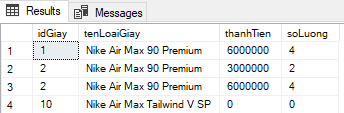 Results Messages
idGiay tenLoaiGiay thanhTien soLuong
1 1 Nike Air Max 90 Premium 6000000 4
2 2 Nike Air Max 90 Premium 3000000 2
3 2 Nike Air Max 90 Premium 6000000 4
4 10 Nike Air Max Tailwind V SP 0 0